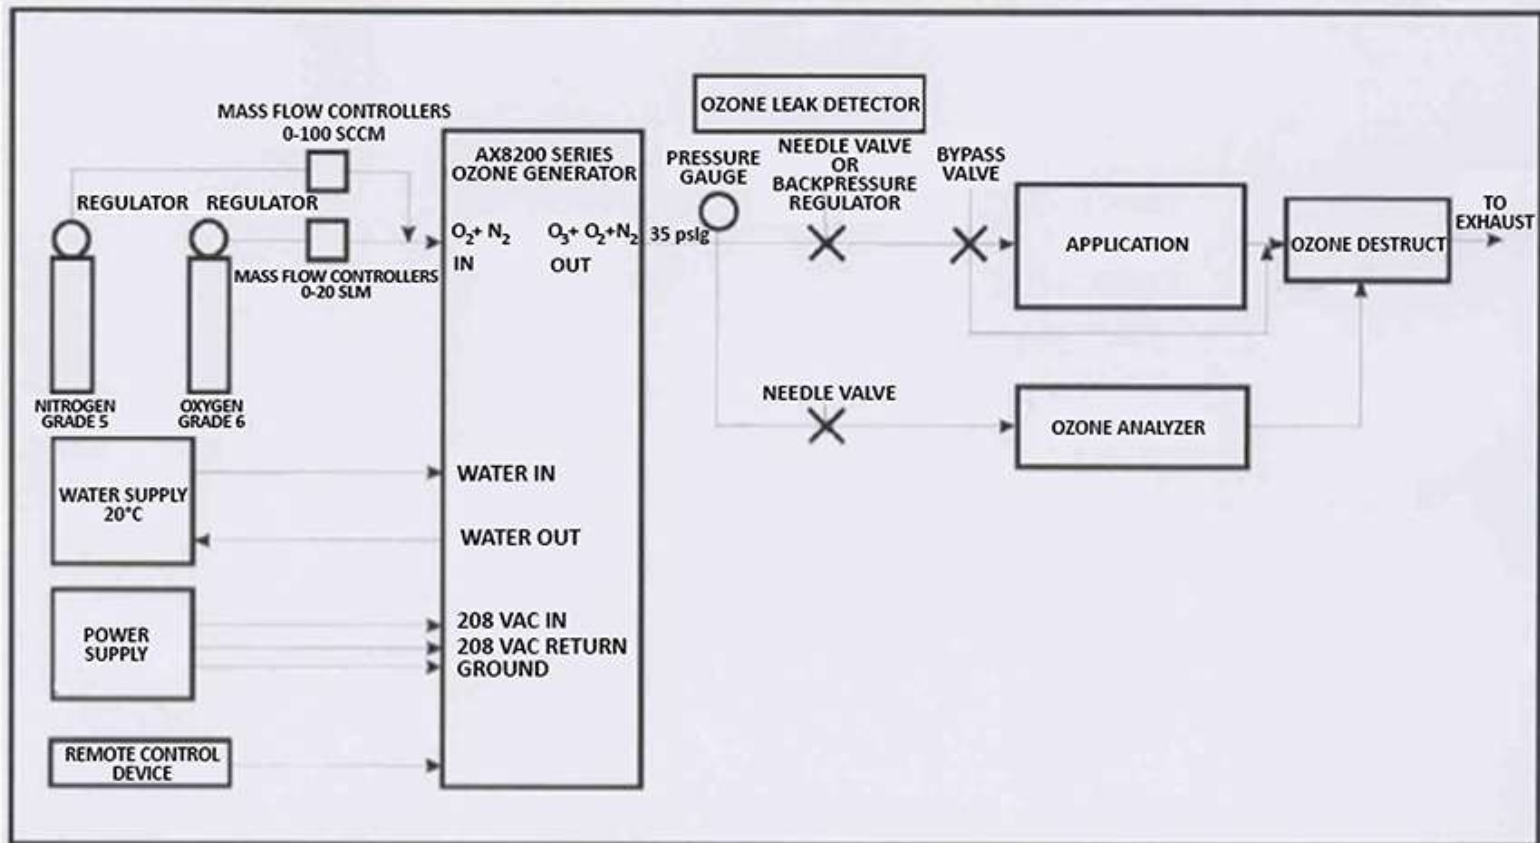 OZONE LEAK DETECTOR
MASS FLOW CONTROLLERS
0-100 SCCM
AX8200 SERIES
OZONE GENERATOR
PRESSURE
GAUGE
NEEDLE VALVE
OR
BACKPRESSURE
REGULATOR
BYPASS
VALVE
REGULATOR
REGULATOR
O₂+ N₂
IN
O₃+ O₂+N₂
OUT
35 pslg
APPLICATION
OZONE DESTRUCT
TO
EXHAUST
MASS FLOW CONTROLLERS
0-20 SLM
NITROGEN
GRADE 5
OXYGEN
GRADE 6
NEEDLE VALVE
OZONE ANALYZER
WATER SUPPLY
20°C
WATER IN
WATER OUT
POWER
SUPPLY
208 VAC IN
208 VAC RETURN
GROUND
REMOTE CONTROL
DEVICE